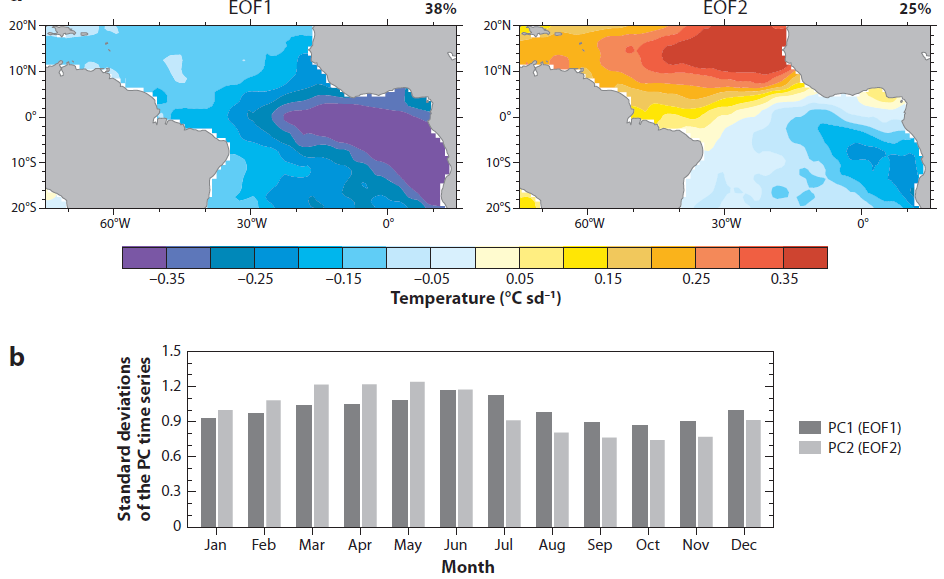 EOF1
38%
EOF2
25%
20°N
10°N
0°
10°S
20°S
60°W
30°W
0°
20°N
10°N
0°
10°S
20°S
60°W
30°W
0°
−0.35
−0.25
−0.15
−0.05
0.05
0.15
0.25
0.35
Temperature (°C sd⁻¹)
b
Standard deviations
of the PC time series
1.5
1.2
0.9
0.6
0.3
0
Jan Feb Mar Apr May Jun Jul Aug Sep Oct Nov Dec
Month
PC1 (EOF1)
PC2 (EOF2)